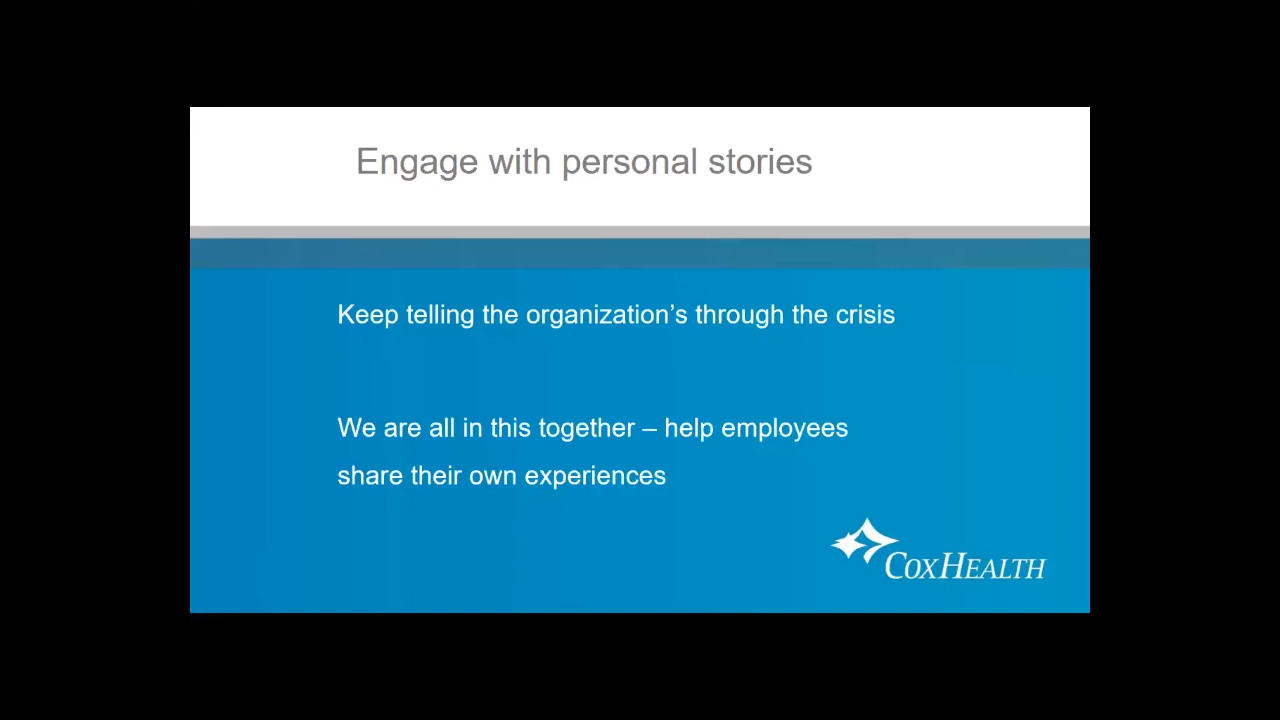 Engage with personal stories
Keep telling the organization’s through the crisis
We are all in this together – help employees
share their own experiences
COXHEALTH